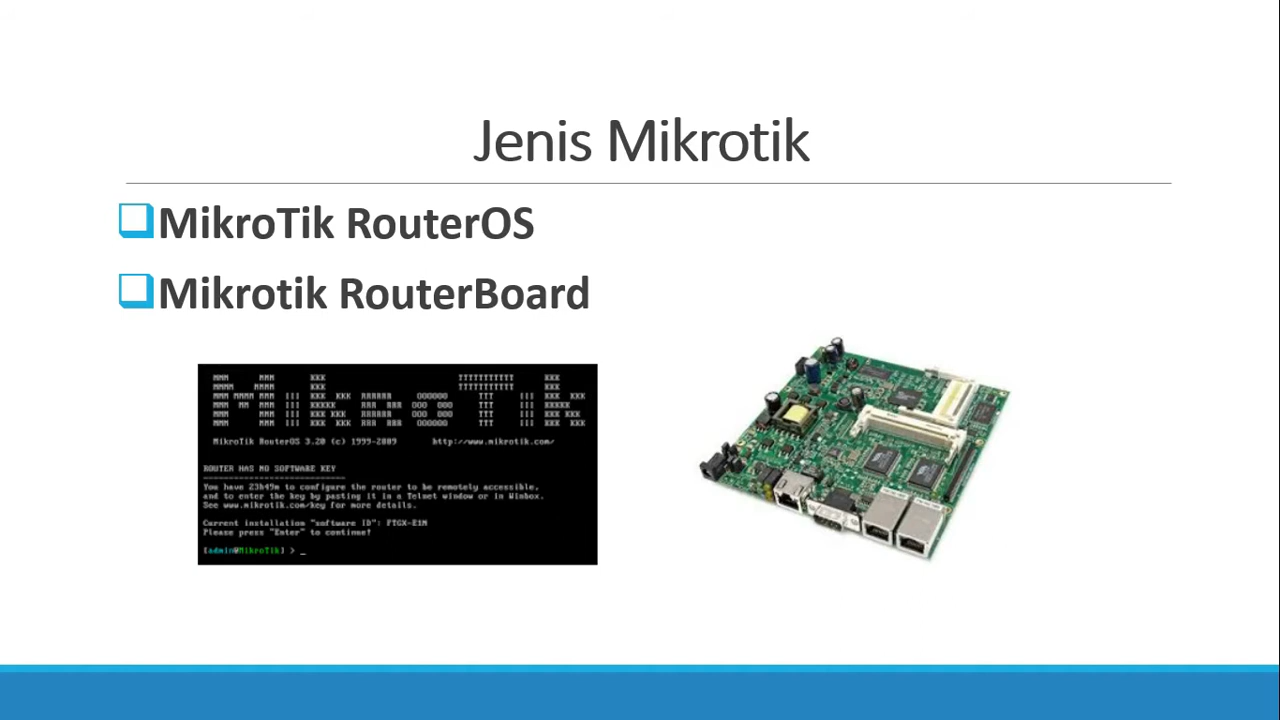 Jenis Mikrotik
MikroTik RouterOS
Mikrotik RouterBoard
MikroTik
MikroTik RouterOS 3.20 (c) 1999-2009 http://www.mikrotik.com/
ROUTER HAS NO SOFTWARE KEY
You have 23h49m to configure the router to be remotely accessible,
and to enter the key by pasting it in a Telnet window or in Winbox.
See www.mikrotik.com/key for more details.
Current installation "software ID": FTGX-E1N
Please press "Enter" to continue!
[admin@MikroTik] > _